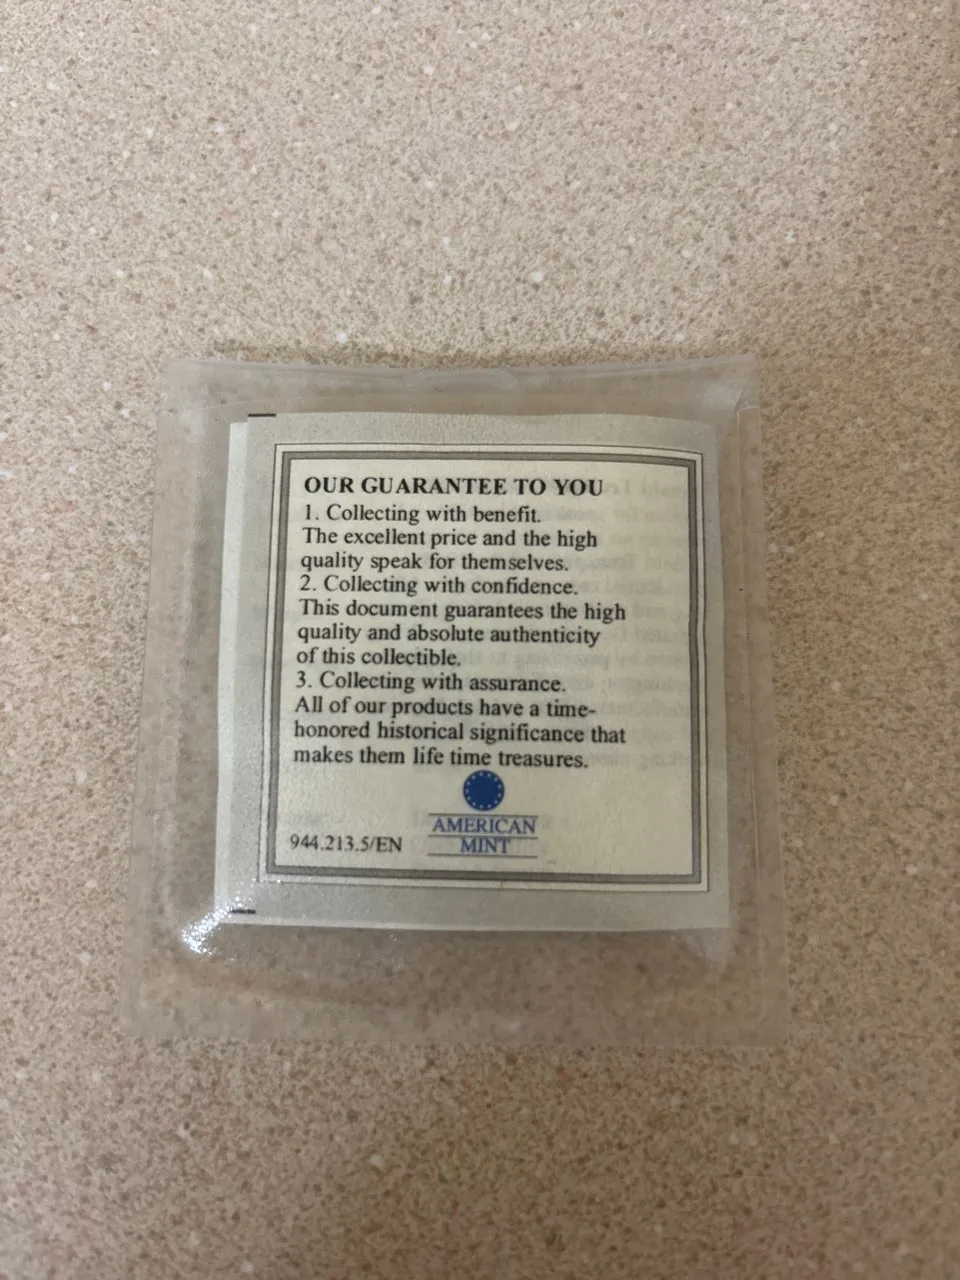 OUR GUARANTEE TO YOU
1. Collecting with benefit.
The excellent price and the high
quality speak for themselves.
2. Collecting with confidence.
This document guarantees the high
quality and absolute authenticity
of this collectible.
3. Collecting with assurance.
All of our products have a time-
honored historical significance that
makes them life time treasures.
944.213.5/EN
AMERICAN
MINT